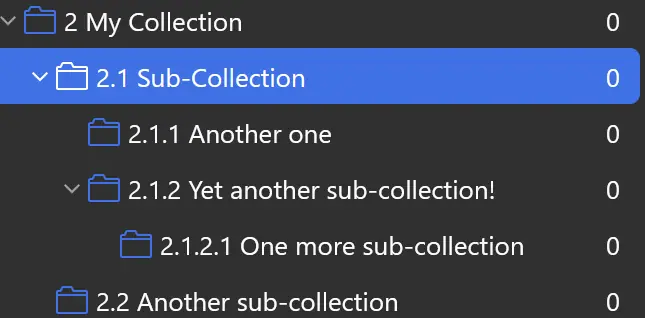 2 My Collection 0
2.1 Sub-Collection 0
2.1.1 Another one 0
2.1.2 Yet another sub-collection! 0
2.1.2.1 One more sub-collection 0
2.2 Another sub-collection 0